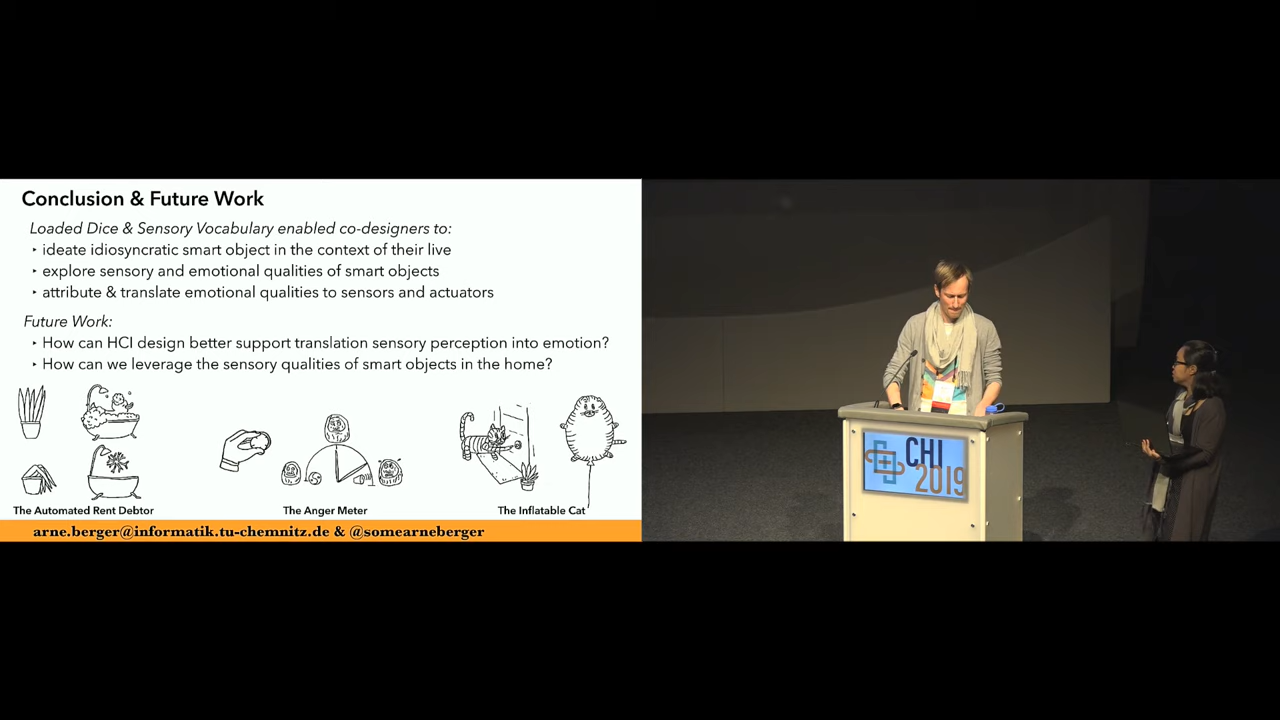 Conclusion & Future Work
Loaded Dice & Sensory Vocabulary enabled co-designers to:
‣ ideate idiosyncratic smart object in the context of their live
‣ explore sensory and emotional qualities of smart objects
‣ attribute & translate emotional qualities to sensors and actuators
Future Work:
‣ How can HCI design better support translation sensory perception into emotion?
‣ How can we leverage the sensory qualities of smart objects in the home?
The Automated Rent Debtor
The Anger Meter
The Inflatable Cat
arne.berger@informatik.tu-chemnitz.de & @somearneberger
CHI
2019